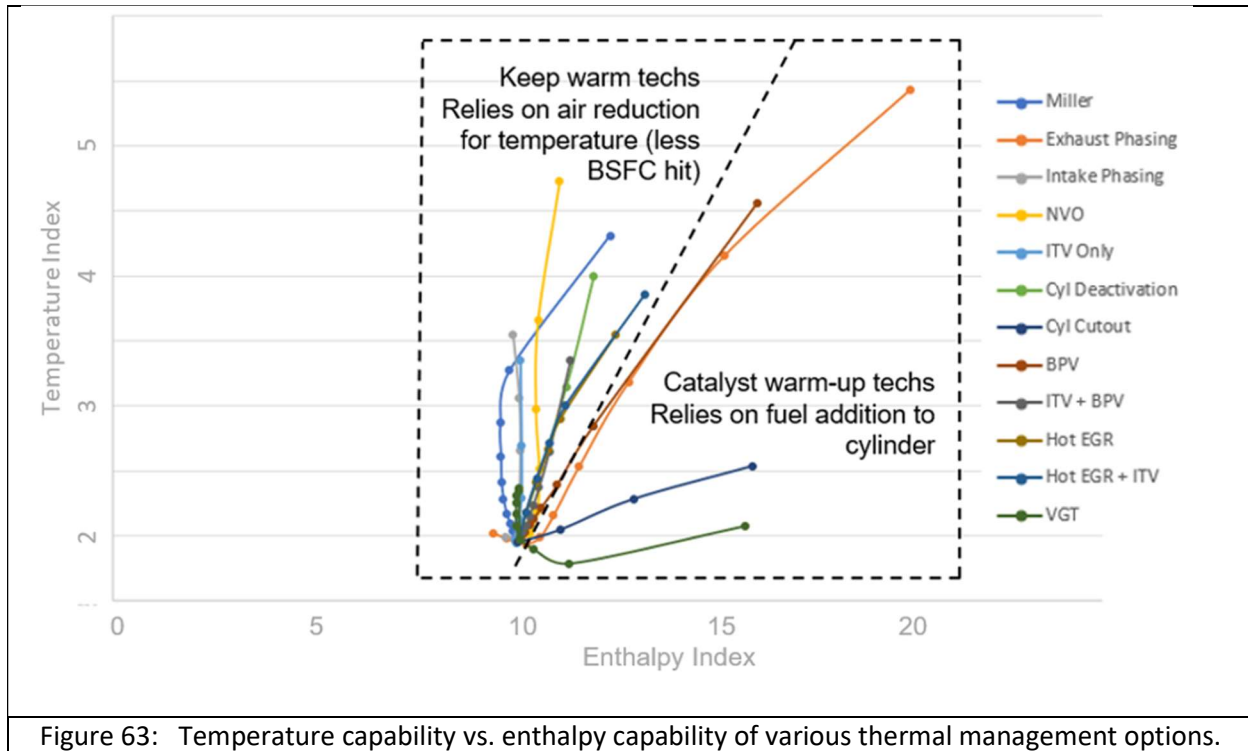 Keep warm techs
Relies on air reduction
for temperature (less
BSFC hit)
Catalyst warm-up techs
Relies on fuel addition to
cylinder
Temperature Index
5
4
3
2
0 5 10 15 20
Enthalpy Index
Miller
Exhaust Phasing
Intake Phasing
NVO
ITV Only
Cyl Deactivation
Cyl Cutout
BPV
ITV + BPV
Hot EGR
Hot EGR + ITV
VGT
Figure 63: Temperature capability vs. enthalpy capability of various thermal management options.